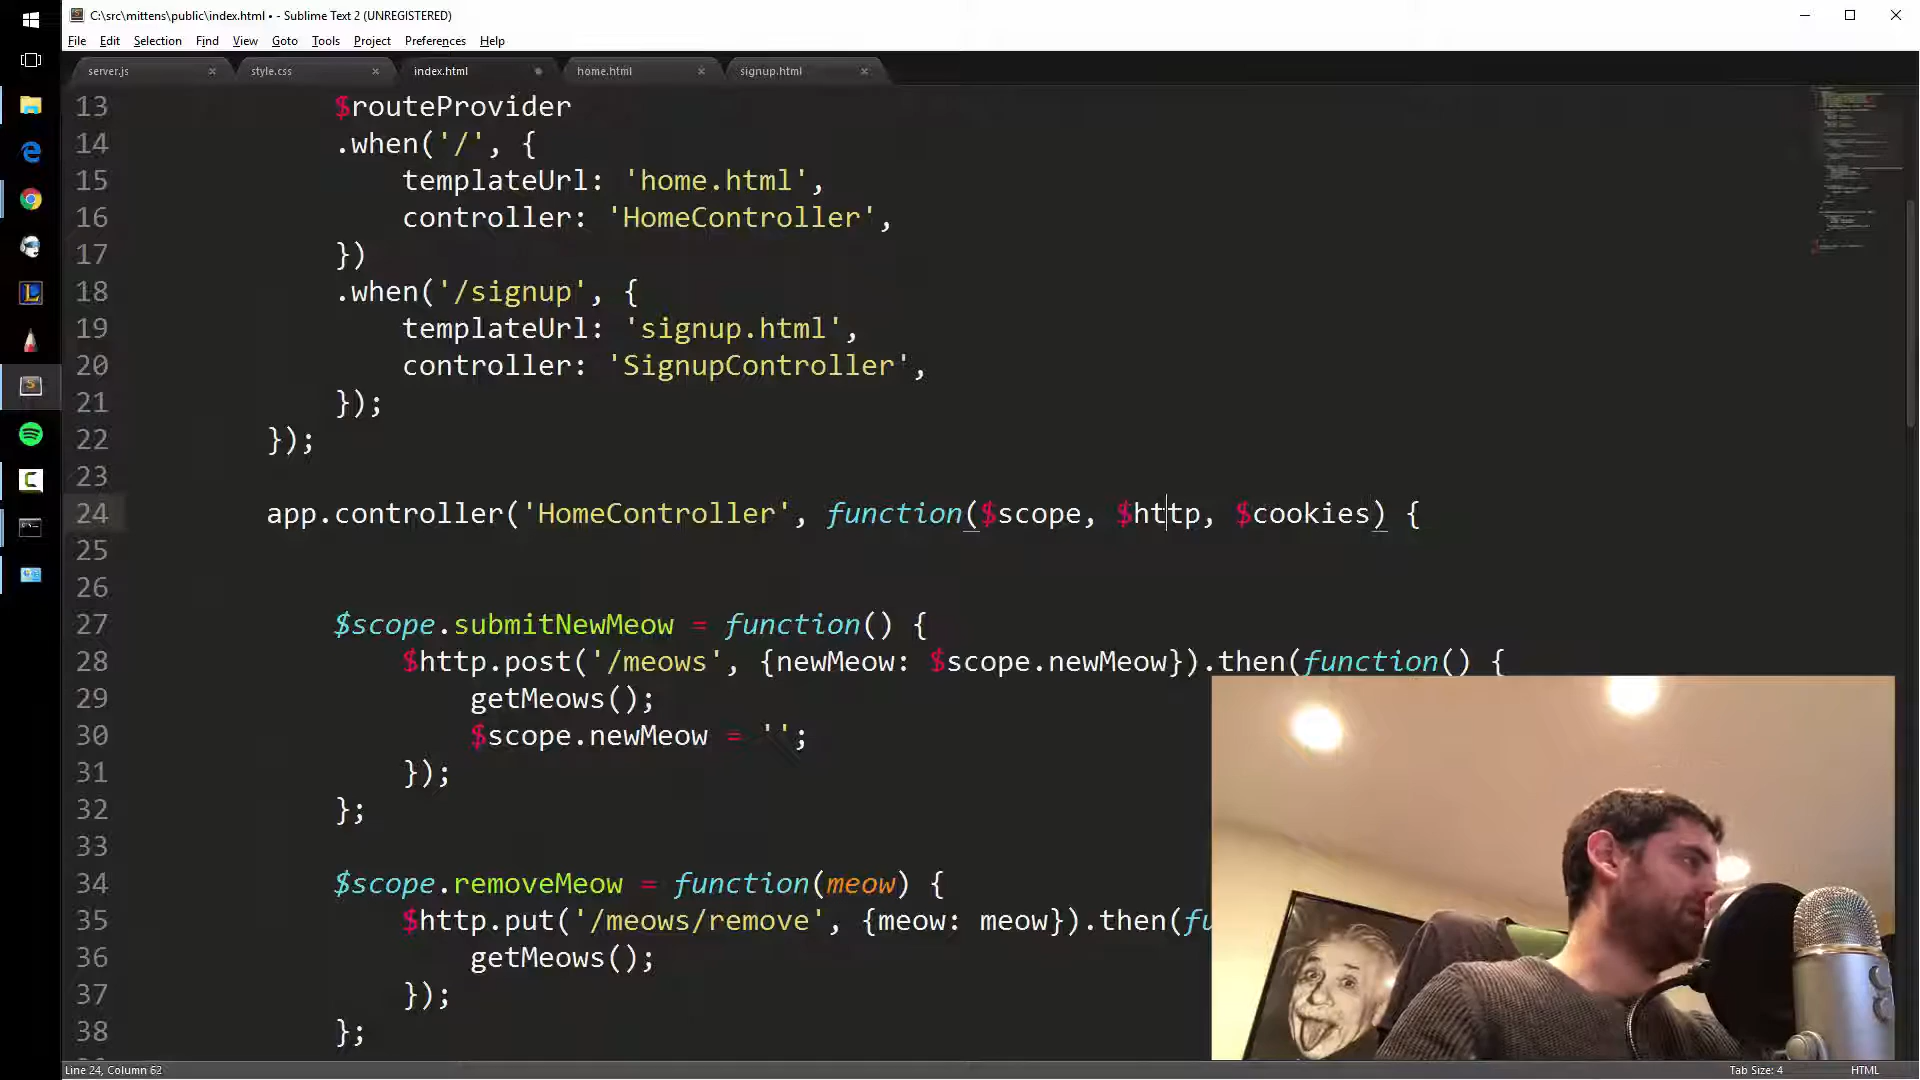 C:\src\mittens\public\index.html • - Sublime Text 2 (UNREGISTERED)
File Edit Selection Find View Goto Tools Project Preferences Help
server.js style.css index.html home.html signup.html
13 $routeProvider
14 .when('/', {
15 templateUrl: 'home.html',
16 controller: 'HomeController',
17 })
18 .when('/signup', {
19 templateUrl: 'signup.html',
20 controller: 'SignupController',
21 });
22 });
23
24 app.controller('HomeController', function($scope, $http, $cookies) {
25
26
27 $scope.submitNewMeow = function() {
28 $http.post('/meows', {newMeow: $scope.newMeow}).then(function() {
29 getMeows();
30 $scope.newMeow = '';
31 });
32 };
33
34 $scope.removeMeow = function(meow) {
35 $http.put('/meows/remove', {meow: meow}).then(fu
36 getMeows();
37 });
38 };
Line 24, Column 62 Tab Size: 4 HTML